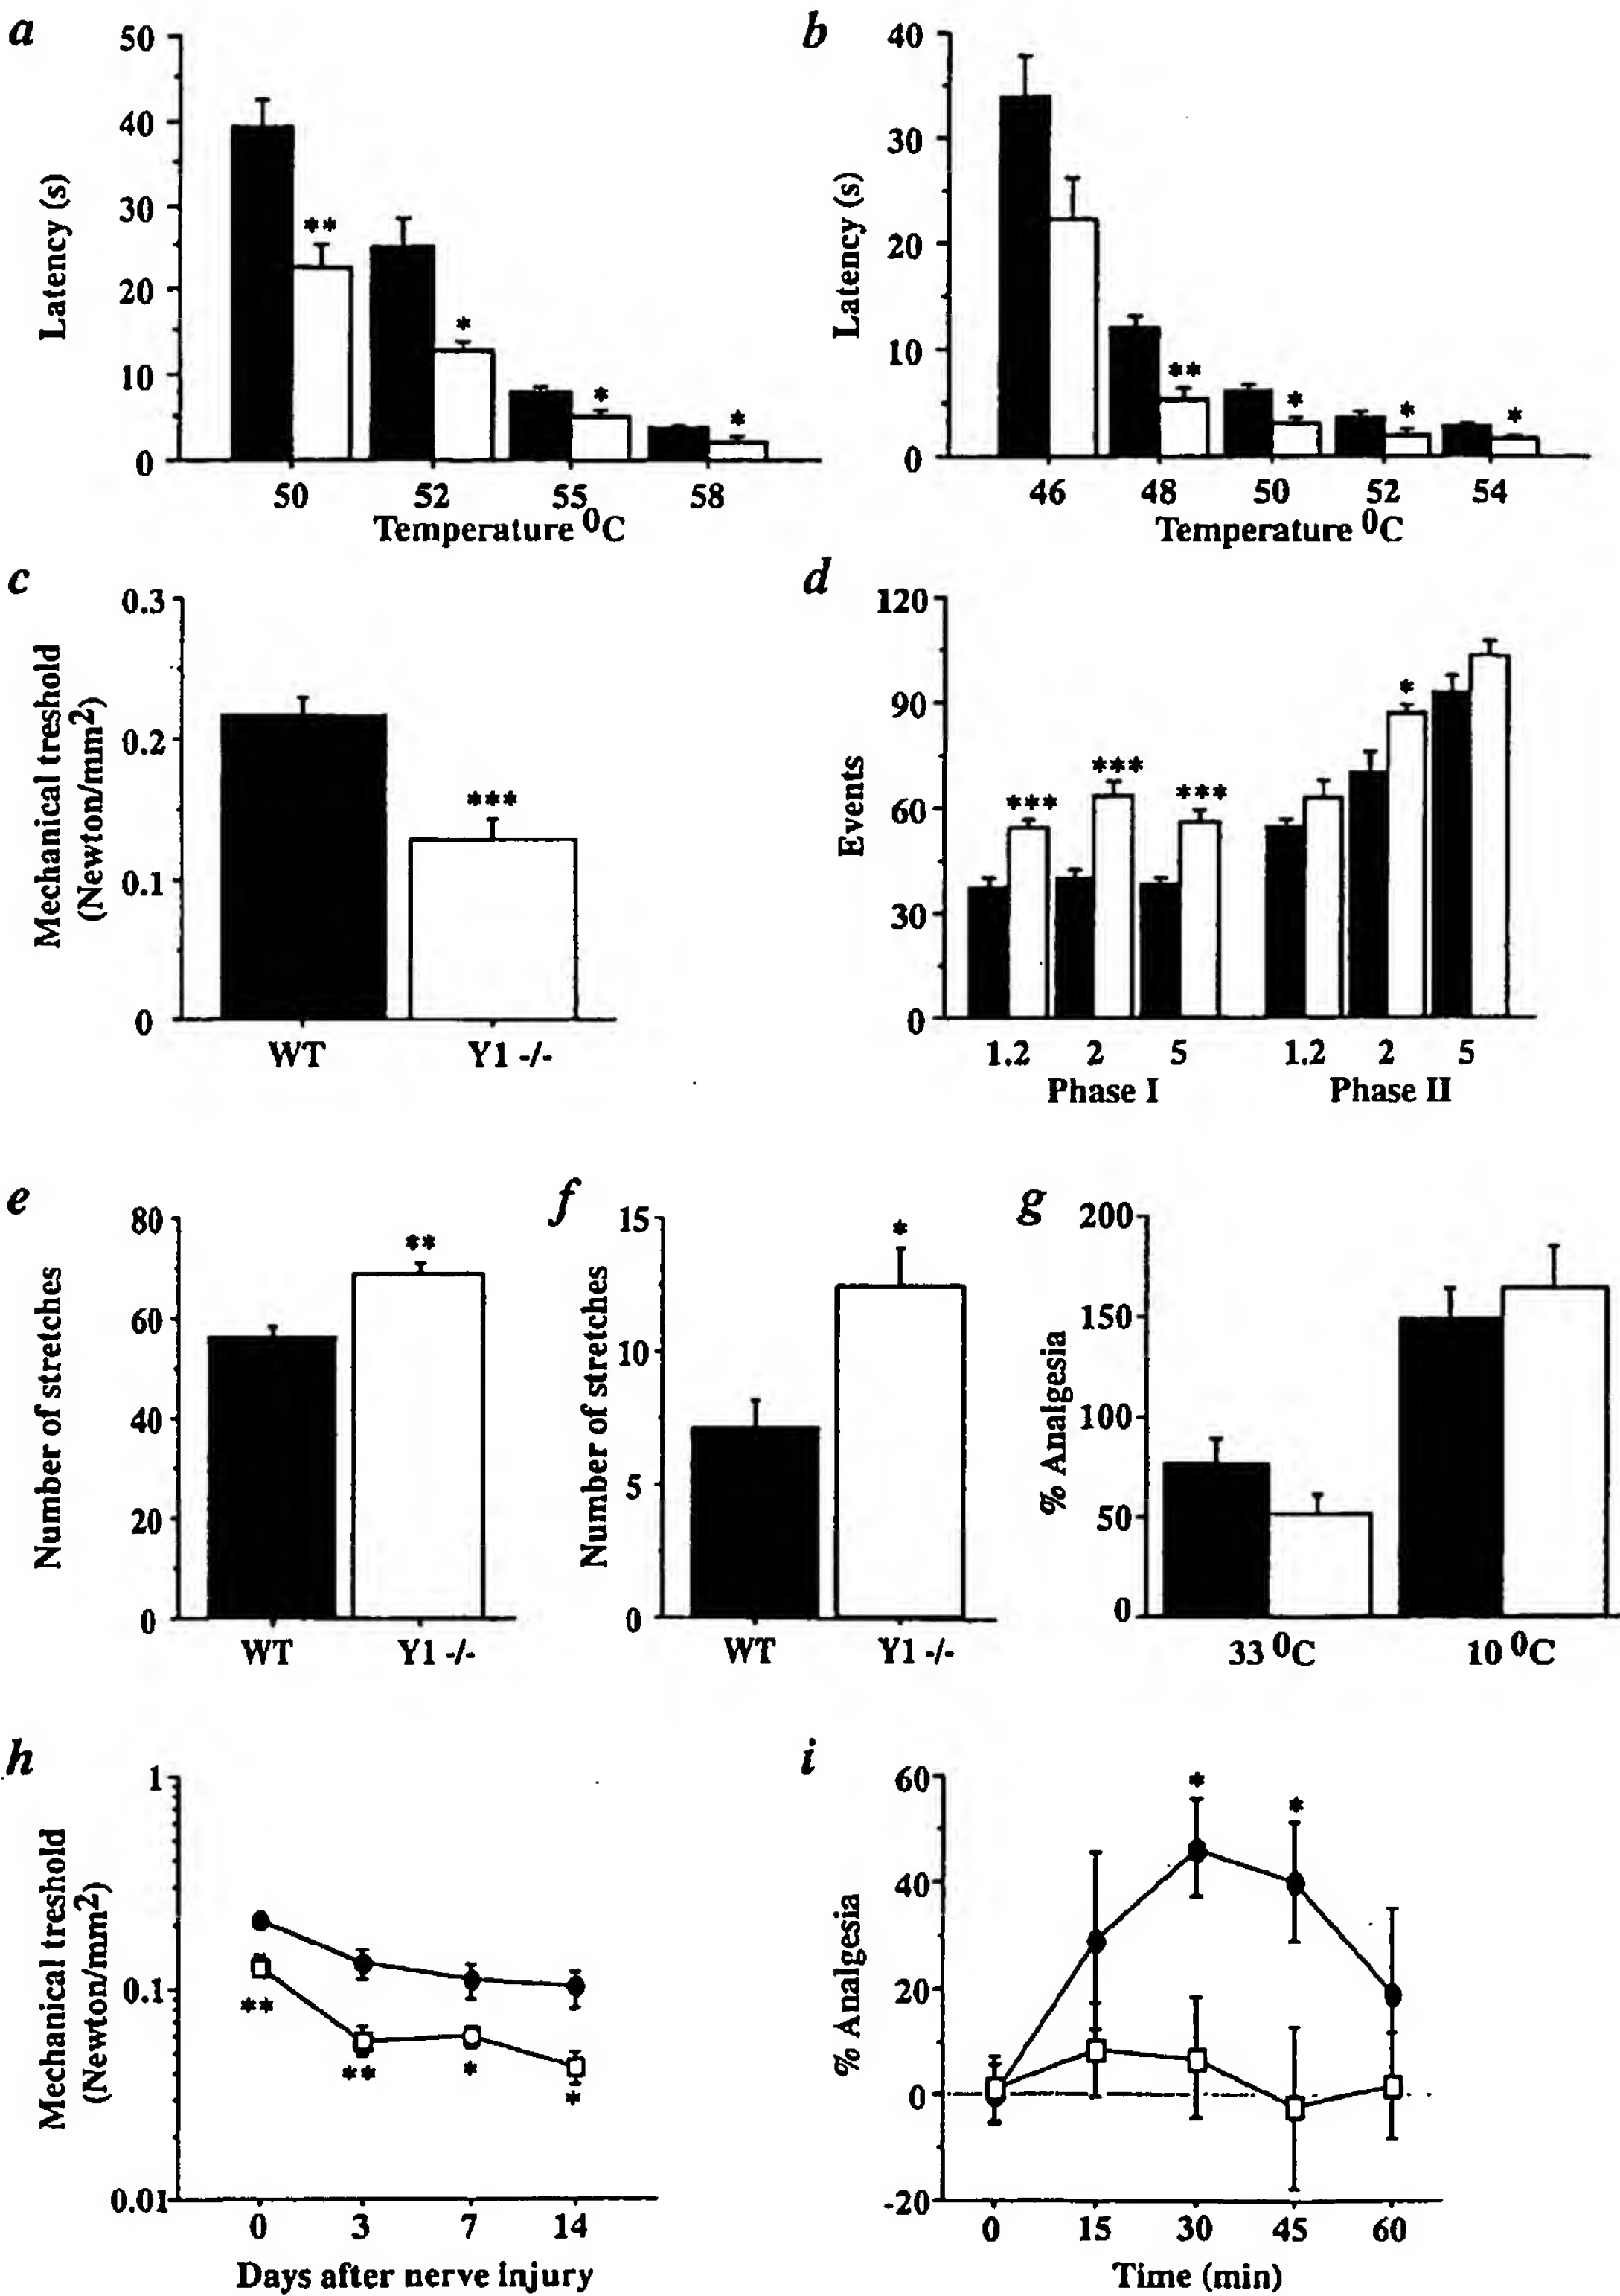 a
50
40
30
20
10
0
Latency (s)
**
*
*
*
50 52 55 58
Temperature ⁰C
b
40
30
20
10
0
Latency (s)
**
*
*
*
46 48 50 52 54
Temperature ⁰C
c
0.3
0.2
0.1
0
Mechanical treshold
(Newton/mm²)
***
WT Y1 -/-
d
120
90
60
30
0
Events
***
***
***
*
1.2 2 5 1.2 2 5
Phase I Phase II
e
80
60
40
20
0
Number of stretches
**
WT Y1 -/-
f
15
10
5
0
Number of stretches
*
WT Y1 -/-
g
200
150
100
50
0
% Analgesia
33 ⁰C 10 ⁰C
h
1
0.1
0.01
Mechanical treshold
(Newton/mm²)
**
**
*
*
0 3 7 14
Days after nerve injury
i
60
40
20
0
-20
% Analgesia
*
*
0 15 30 45 60
Time (min)